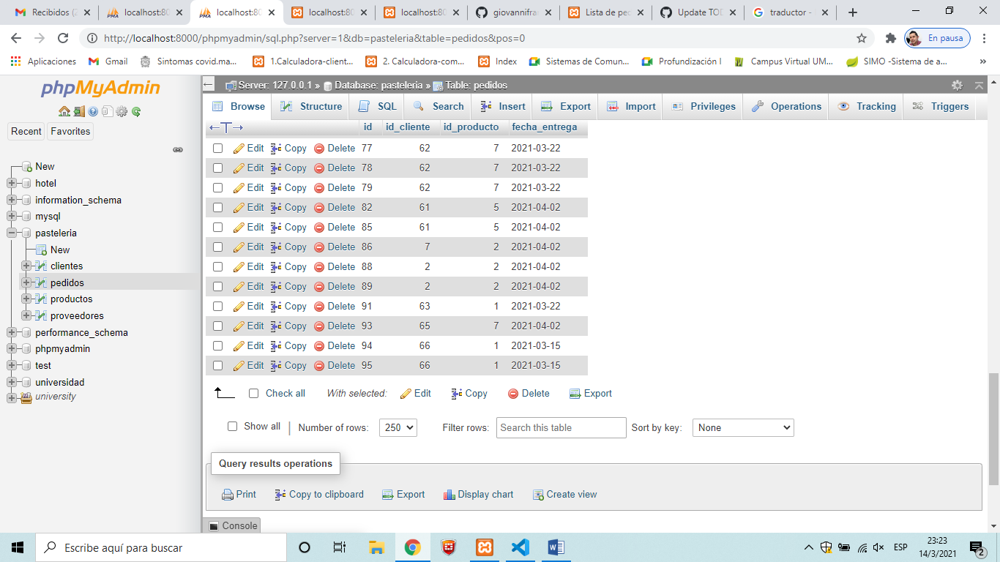 Recibidos (2
localhost:80
localhost:80
localhost:80
localhost:80
giovannifra
Lista de pec
Update TOD
traductor -
http://localhost:8000/phpmyadmin/sql.php?server=1&db=pasteleria&table=pedidos&pos=0
En pausa
Aplicaciones
Gmail
Sintomas covid.ma...
1.Calculadora-client...
2. Calculadora-com...
Index
Sistemas de Comun...
Profundización I
Campus Virtual UM...
SIMO -Sistema de a...
»
phpMyAdmin
Recent
Favorites
New
hotel
information_schema
mysql
pasteleria
New
clientes
pedidos
productos
proveedores
performance_schema
phpmyadmin
test
universidad
university
Server: 127.0.0.1 » Database: pasteleria » Table: pedidos
Browse Structure SQL Search Insert Export Import Privileges Operations Tracking Triggers
←T→ id id_cliente id_producto fecha_entrega
Edit Copy Delete 77 62 7 2021-03-22
Edit Copy Delete 78 62 7 2021-03-22
Edit Copy Delete 79 62 7 2021-03-22
Edit Copy Delete 82 61 5 2021-04-02
Edit Copy Delete 85 61 5 2021-04-02
Edit Copy Delete 86 7 2 2021-04-02
Edit Copy Delete 88 2 2 2021-04-02
Edit Copy Delete 89 2 2 2021-04-02
Edit Copy Delete 91 63 1 2021-03-22
Edit Copy Delete 93 65 7 2021-04-02
Edit Copy Delete 94 66 1 2021-03-15
Edit Copy Delete 95 66 1 2021-03-15
Check all With selected: Edit Copy Delete Export
Show all | Number of rows: 250 Filter rows: Search this table Sort by key: None
Query results operations
Print Copy to clipboard Export Display chart Create view
Console
Escribe aquí para buscar
ESP
23:23
14/3/2021
2